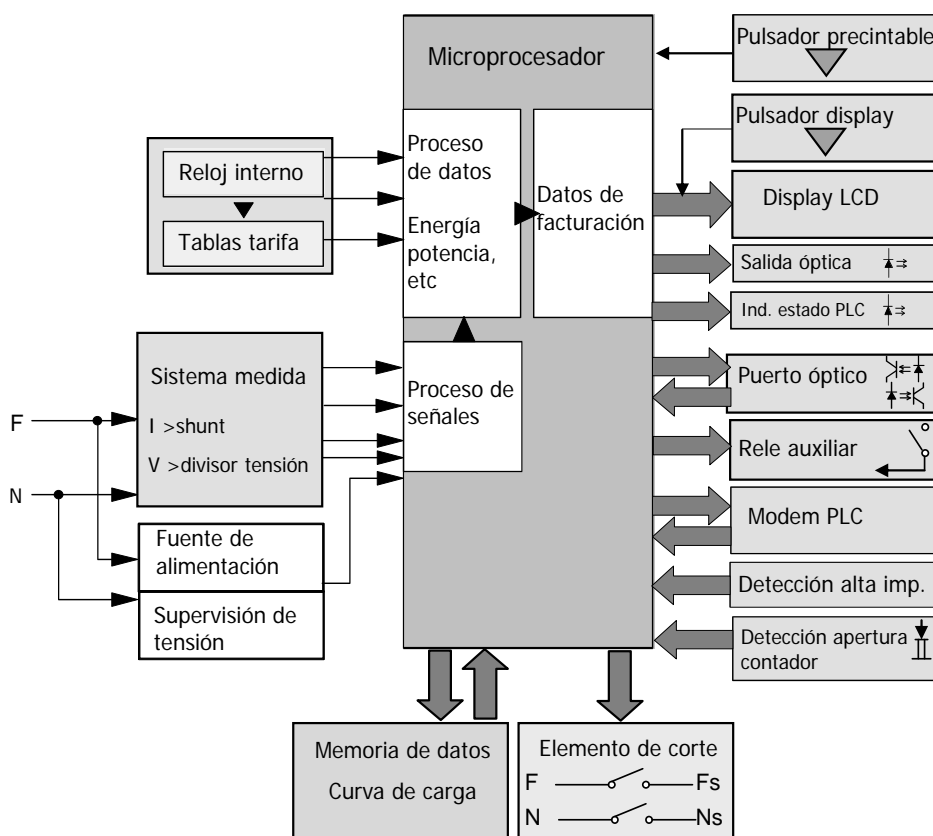 Microprocesador
Pulsador precintable
Pulsador display
Reloj interno
Tablas tarifa
Proceso
de datos
Energía
potencia,
etc
Datos de
facturación
Display LCD
Salida óptica
Ind. estado PLC
Sistema medida
I >shunt
V >divisor tensión
F
N
Proceso de
señales
Puerto óptico
Rele auxiliar
Modem PLC
Fuente de
alimentación
Supervisión de
tensión
Detección alta imp.
Detección apertura
contador
Memoria de datos
Curva de carga
Elemento de corte
F Fs
N Ns